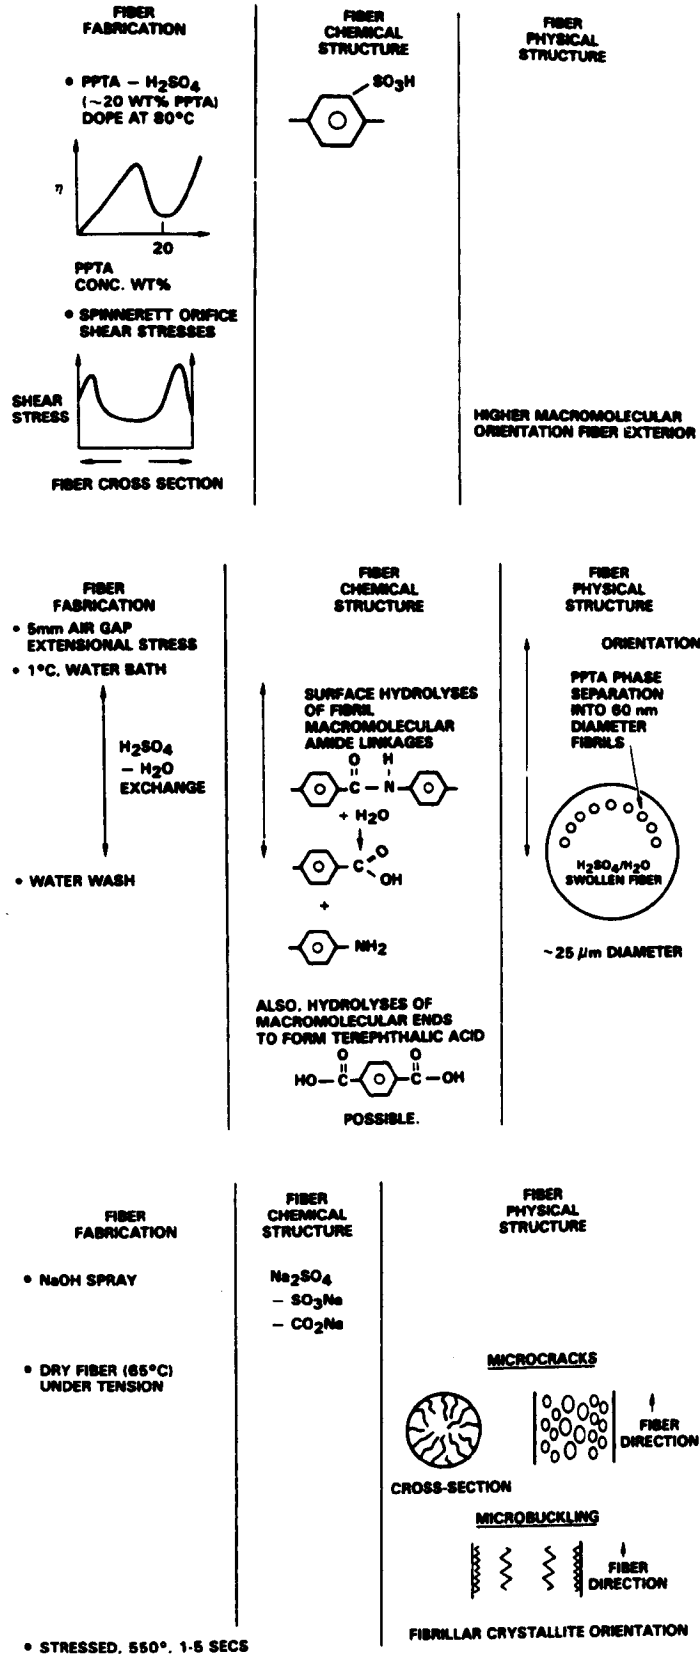 FIBER
FABRICATION
FIBER
CHEMICAL
STRUCTURE
FIBER
PHYSICAL
STRUCTURE
• PPTA – H2SO4
(~20 WT% PPTA)
DOPE AT 80°C
SO3H
η
20
PPTA
CONC. WT%
• SPINNERETT ORIFICE
SHEAR STRESSES
SHEAR
STRESS
FIBER CROSS SECTION
HIGHER MACROMOLECULAR
ORIENTATION FIBER EXTERIOR
FIBER
FABRICATION
FIBER
CHEMICAL
STRUCTURE
FIBER
PHYSICAL
STRUCTURE
• 5mm AIR GAP
EXTENSIONAL STRESS
• 1°C. WATER BATH
H2SO4
– H2O
EXCHANGE
• WATER WASH
SURFACE HYDROLYSES
OF FIBRIL
MACROMOLECULAR
AMIDE LINKAGES
O H
C – N
+ H2O
C O
OH
+
NH2
ALSO, HYDROLYSES OF
MACROMOLECULAR ENDS
TO FORM TEREPHTHALIC ACID
O O
HO – C C – OH
POSSIBLE.
ORIENTATION
PPTA PHASE
SEPARATION
INTO 60 nm
DIAMETER
FIBRILS
H2SO4/H2O
SWOLLEN FIBER
~25 μm DIAMETER
FIBER
FABRICATION
FIBER
CHEMICAL
STRUCTURE
FIBER
PHYSICAL
STRUCTURE
• NaOH SPRAY
Na2SO4
– SO3Na
– CO2Na
• DRY FIBER (65°C)
UNDER TENSION
MICROCRACKS
FIBER
DIRECTION
CROSS-SECTION
MICROBUCKLING
FIBER
DIRECTION
FIBRILLAR CRYSTALLITE ORIENTATION
• STRESSED, 550°, 1-5 SECS